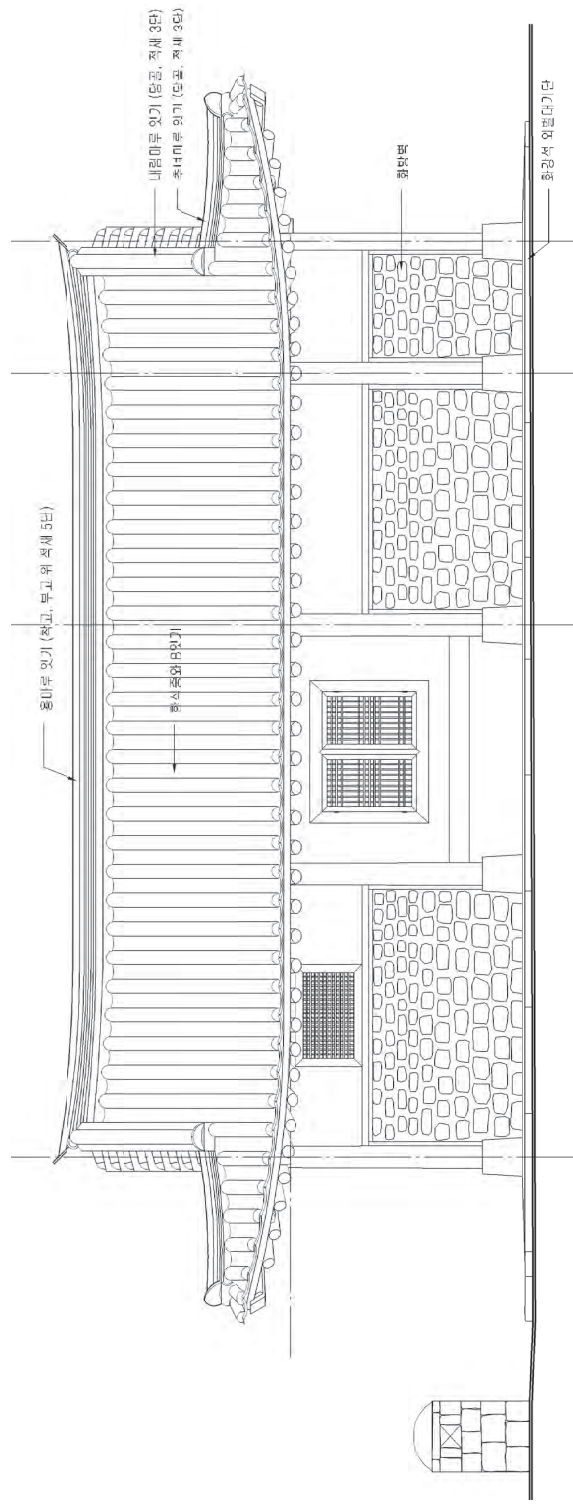 용마루 잇기 (착고, 부고 위 적새 5단)
한식중와 잇기
내림마루 잇기 (당골, 적새 3단)
추녀마루 잇기 (당골, 적새 3단)
화방벽
화강석 외벌대기단